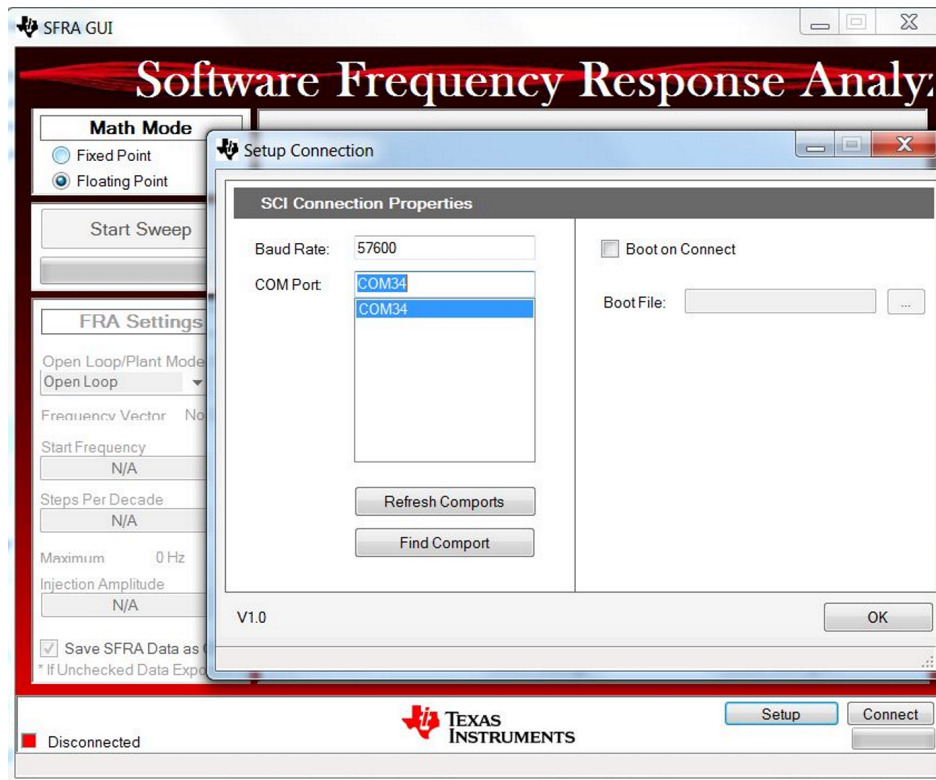 SFRA GUI
Software Frequency Response Analy
Math Mode
Fixed Point
Floating Point
Start Sweep
FRA Settings
Open Loop/Plant Mode
Open Loop
Frequency Vector No
Start Frequency
N/A
Steps Per Decade
N/A
Maximum 0 Hz
Injection Amplitude
N/A
Save SFRA Data as
* If Unchecked Data Expo
Setup Connection
SCI Connection Properties
Baud Rate: 57600
COM Port: COM34
COM34
Refresh Comports
Find Comport
Boot on Connect
Boot File: ...
V1.0
OK
Disconnected
TEXAS
INSTRUMENTS
Setup
Connect